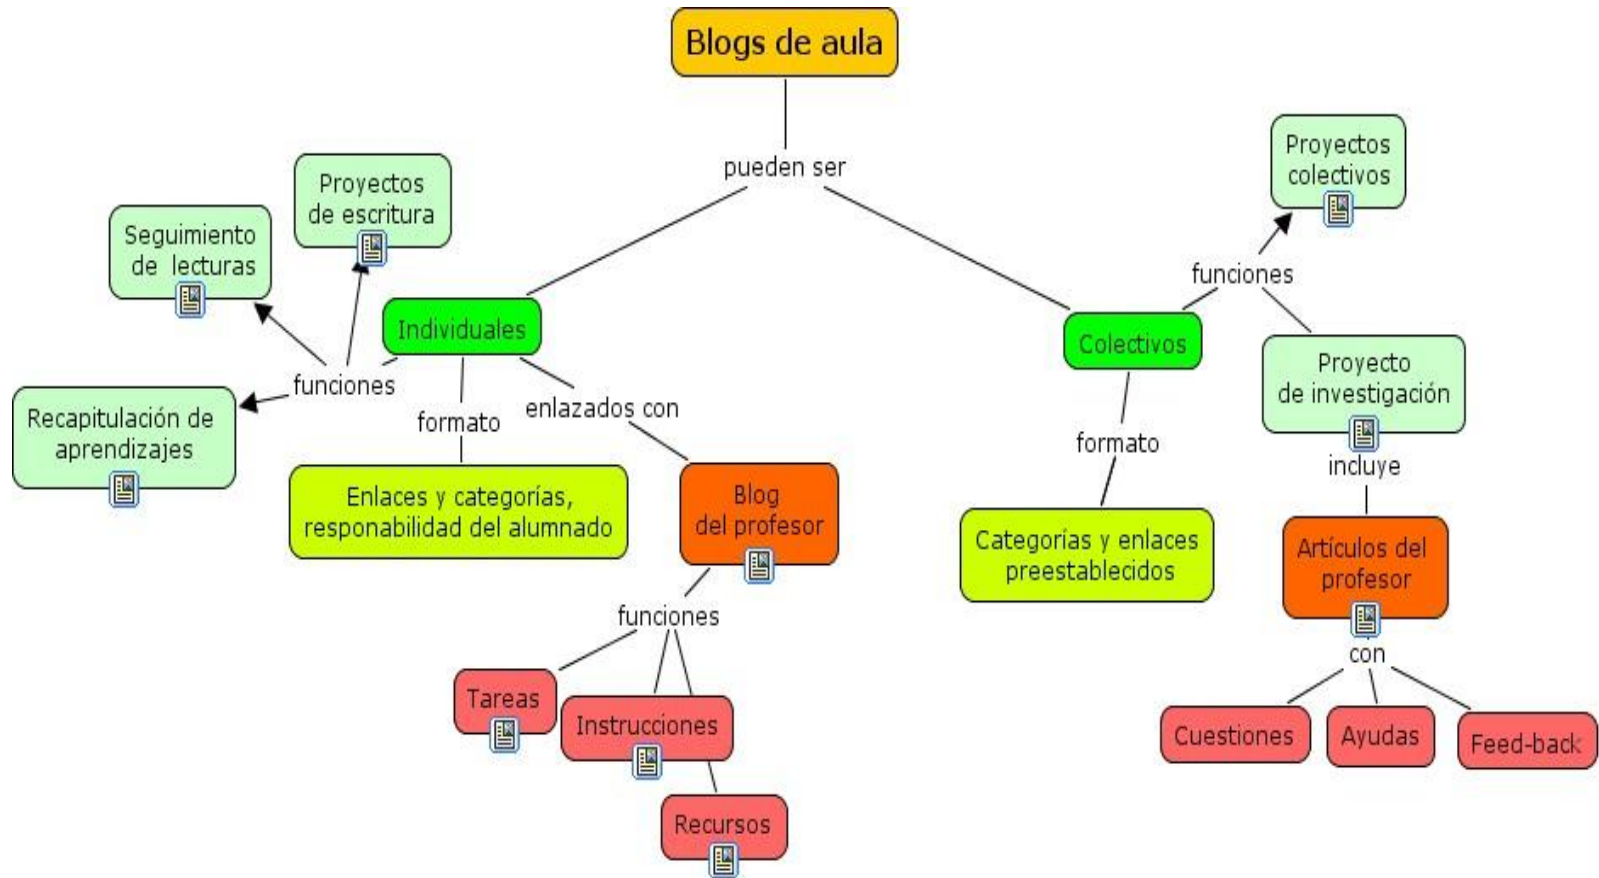 Blogs de aula
pueden ser
Proyectos
colectivos
Proyectos
de escritura
Seguimiento
de lecturas
funciones
Individuales
Colectivos
Proyecto
de investigación
funciones
Recapitulación de
aprendizajes
formato
enlazados con
formato
incluye
Enlaces y categorías,
responsabilidad del alumnado
Blog
del profesor
Categorías y enlaces
preestablecidos
Artículos del
profesor
funciones
con
Tareas
Instrucciones
Recursos
Cuestiones
Ayudas
Feed-back